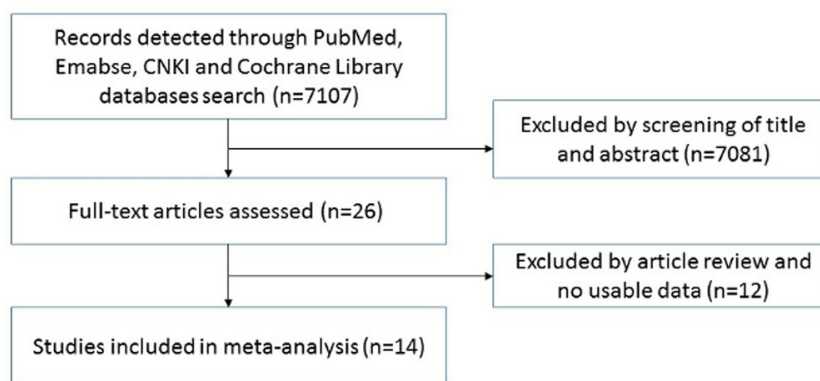 Records detected through PubMed,
Emabse, CNKI and Cochrane Library
databases search (n=7107)
Excluded by screening of title
and abstract (n=7081)
Full-text articles assessed (n=26)
Excluded by article review and
no usable data (n=12)
Studies included in meta-analysis (n=14)